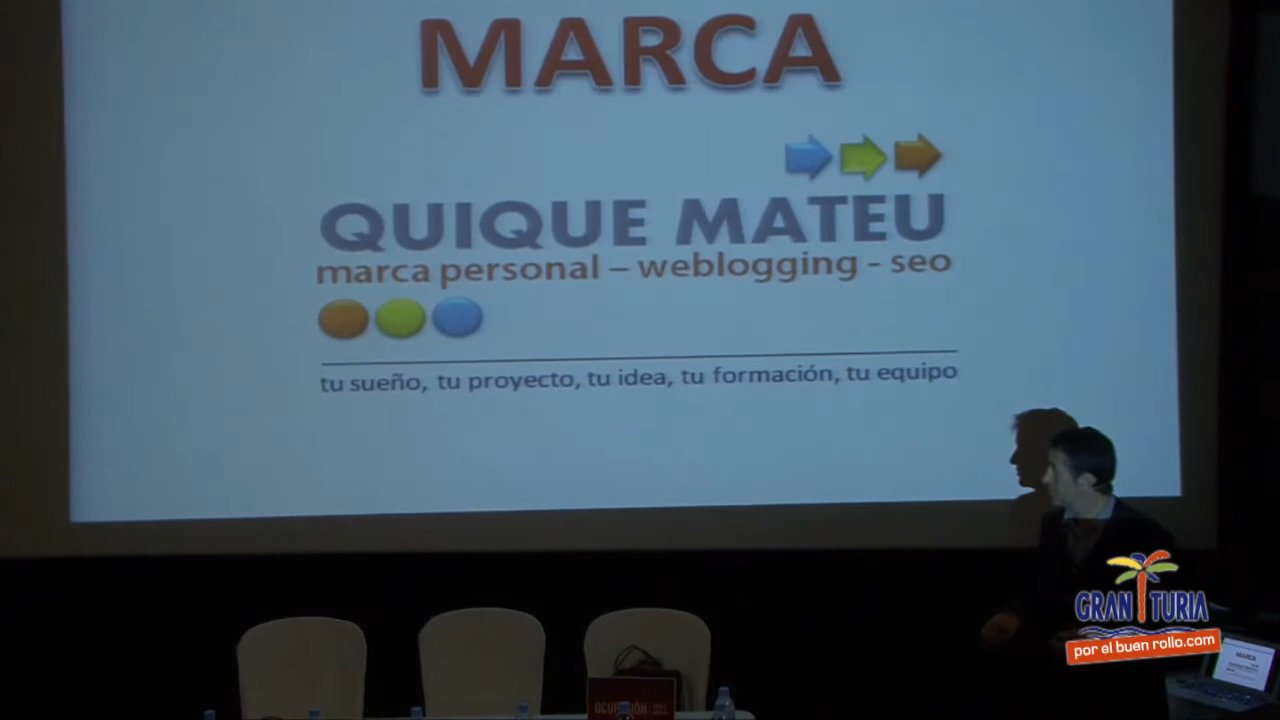 MARCA
QUIQUE MATEU
marca personal – weblogging - seo
tu sueño, tu proyecto, tu idea, tu formación, tu equipo
GRAN TURIA
por el buen rollo.com
MARCA